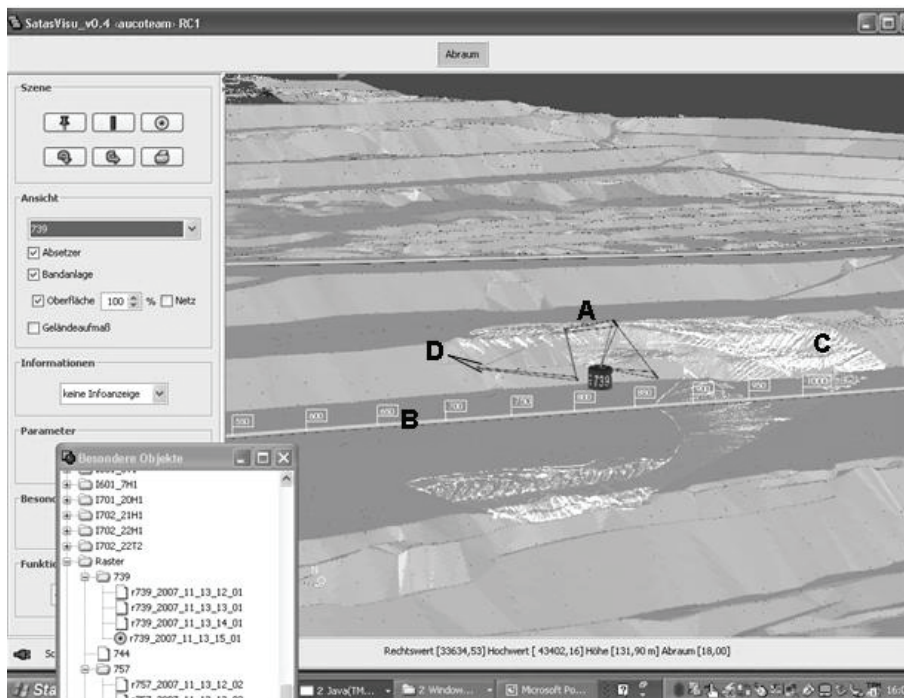 SatasVisu_v0.4 -aucoteam- RC1
Abraum
Szene
Ansicht
739
Absetzer
Bandanlage
Oberfläche 100 % Netz
Geländeaufmaß
Informationen
keine Infoanzeige
Parameter
A
D
C
739
550 600 650 700 750 800 850 900 950 1000
B
Besondere Objekte
Besond
Funktio
I701_20H1
I702_21H1
I702_22H1
I702_22T2
Raster
739
r739_2007_11_13_12_01
r739_2007_11_13_13_01
r739_2007_11_13_14_01
r739_2007_11_13_15_01
744
757
r757_2007_11_13_12_02
Rechtswert [33634,53] Hochwert [ 43402,16] Höhe [131,90 m] Abraum [18,00]
Sta
2 Java(TM...
2 Window...
Microsoft Po...